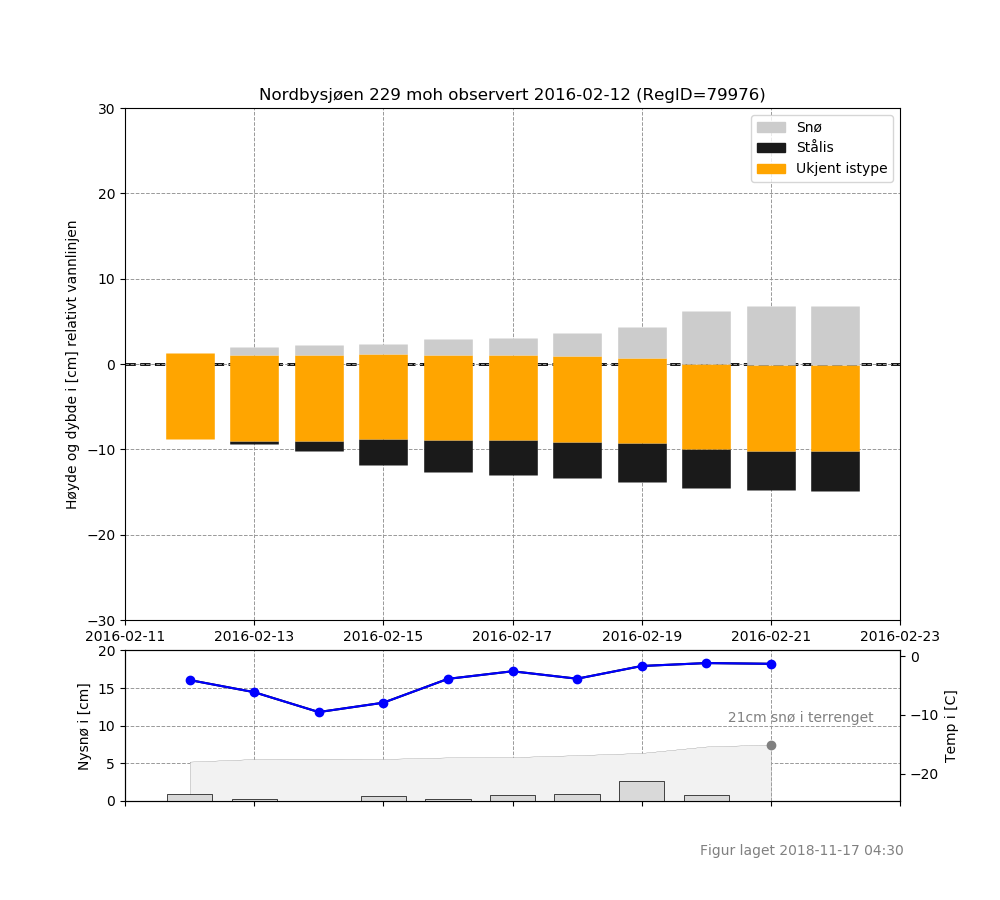 Nordbysjøen 229 moh observert 2016-02-12 (RegID=79976)
Høyde og dybde i [cm] relativt vannlinjen
30
20
10
0
−10
−20
−30
Snø
Stålis
Ukjent istype
2016-02-11 2016-02-13 2016-02-15 2016-02-17 2016-02-19 2016-02-21 2016-02-23
Nysnø i [cm]
20
15
10
5
0
21cm snø i terrenget
0
−10
−20
Temp i [C]
Figur laget 2018-11-17 04:30